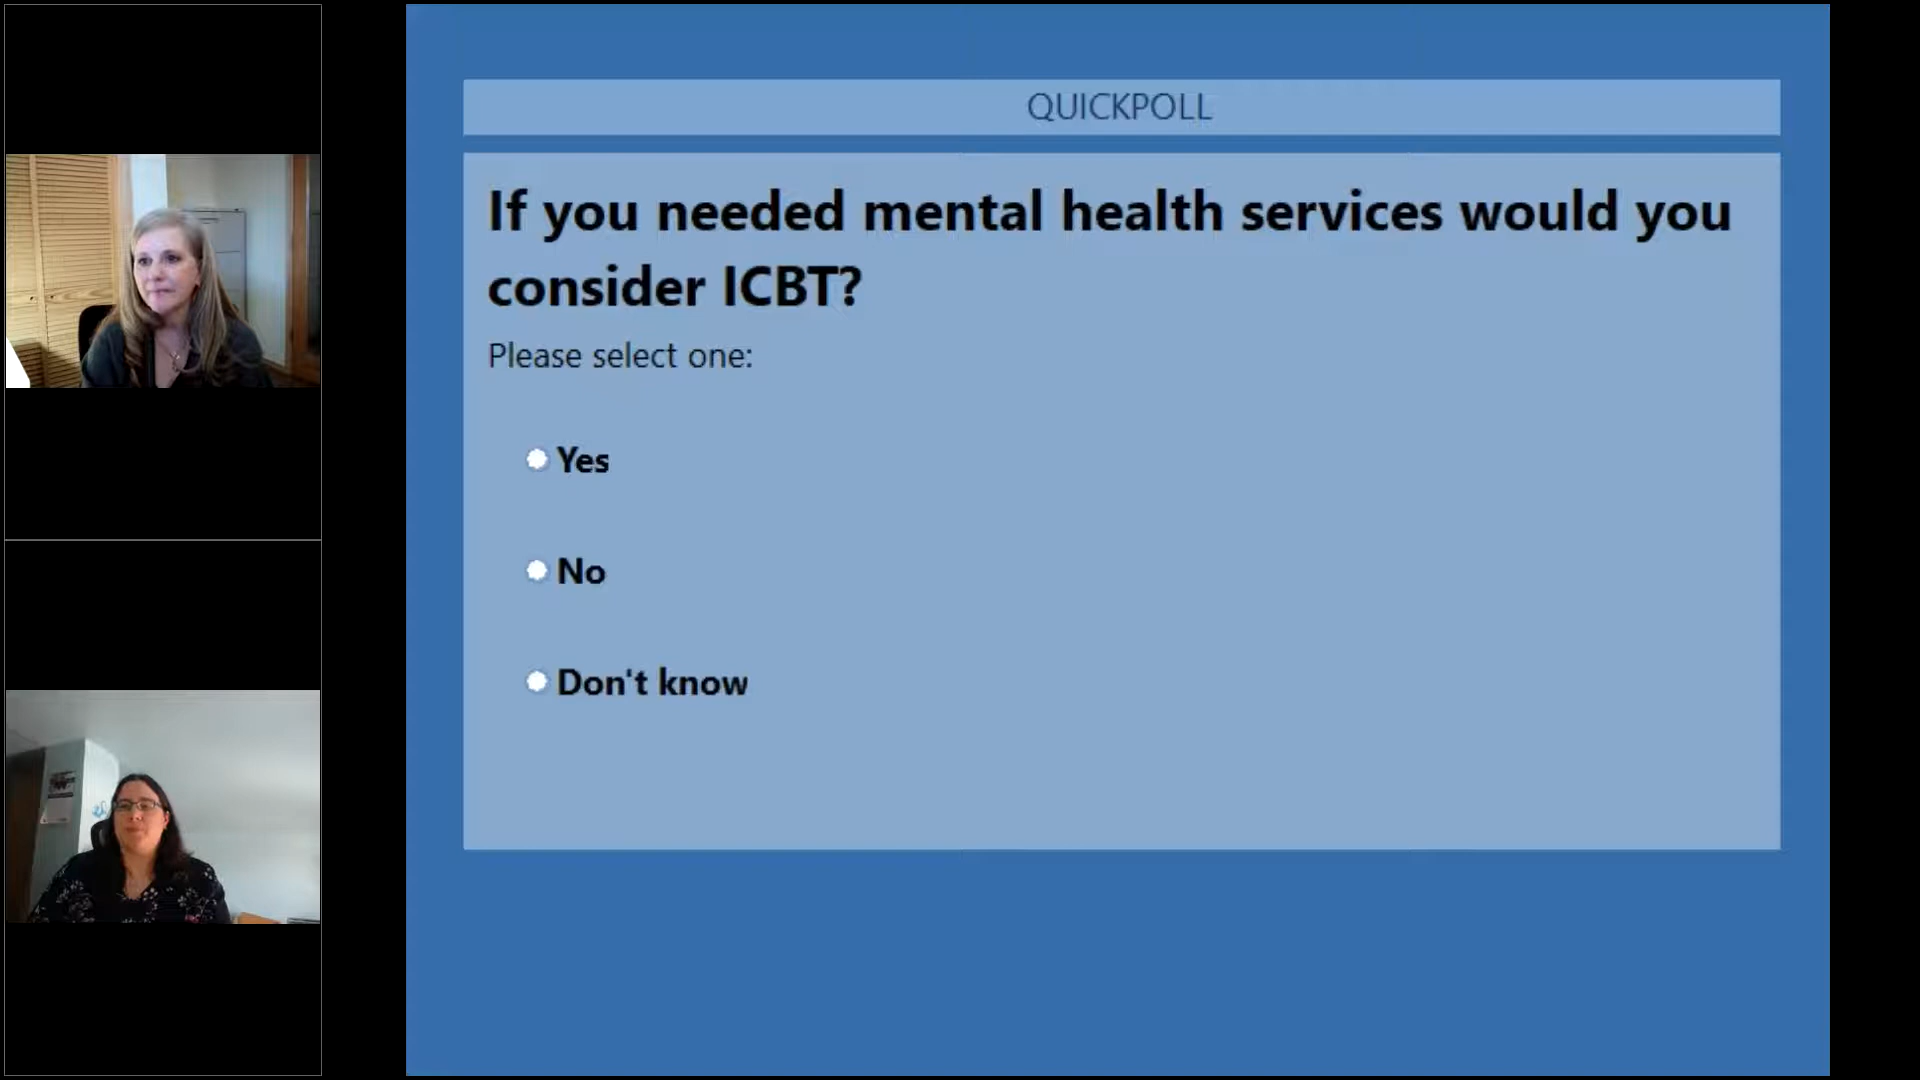 QUICKPOLL
If you needed mental health services would you
consider ICBT?
Please select one:
Yes
No
Don't know